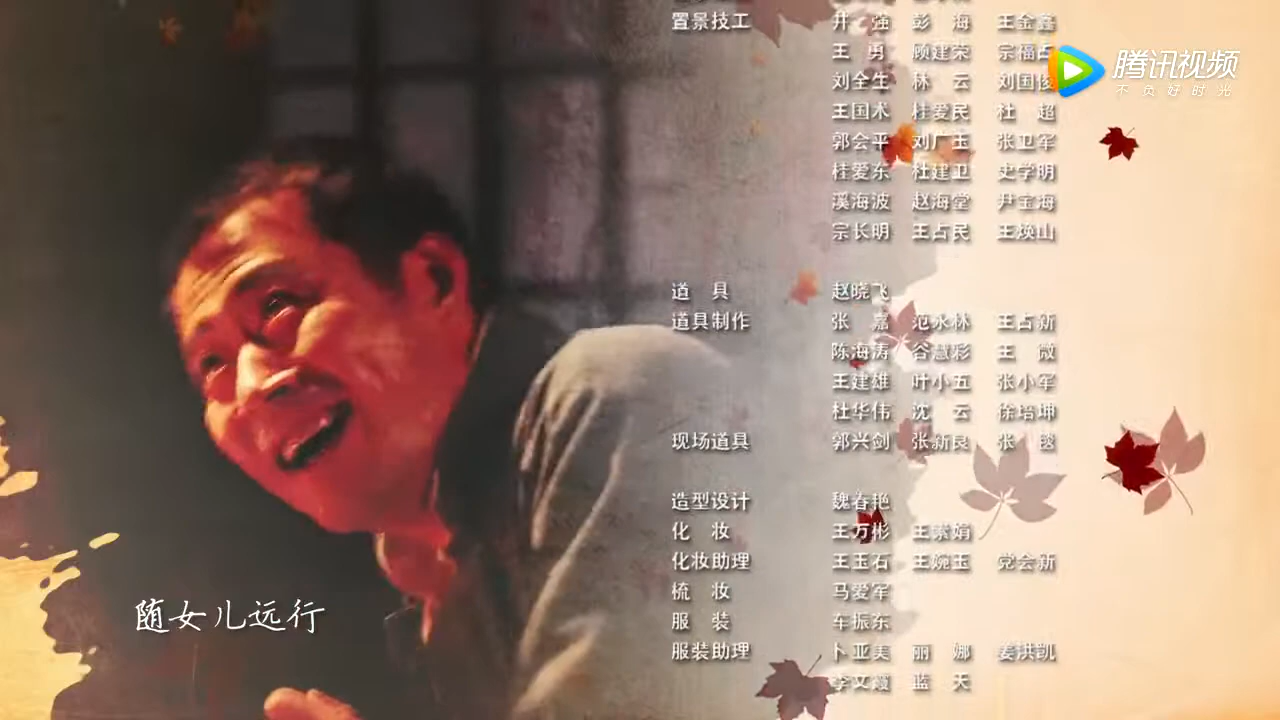 置景技工 井 强 彭 海 王金鑫
王 勇 顾建荣 宗福占
刘全生 林 云 刘国俊
王国术 桂爱民 杜 超
郭会平 刘广玉 张卫军
桂爱东 杜建卫 史学明
溪海波 赵海堂 尹宝海
宗长明 王占民 王焕山
道 具 赵晓飞
道具制作 张 嘉 范永林 王占新
陈海涛 谷慧彩 王 微
王建雄 叶小五 张小军
杜华伟 沈 云 徐培坤
现场道具 郭兴剑 张新良 张
造型设计 魏春艳
化 妆 王万彬 王素娟
化妆助理 王玉石 王婉玉 党会新
梳 妆 马爱军
服 装 车振东
服装助理 卜亚美 丽 娜 姜洪凯
李文霞 蓝 天
随女儿远行
腾讯视频
不负好时光